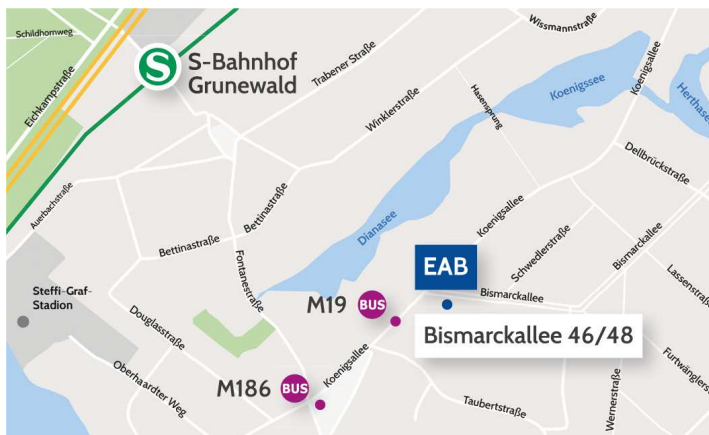 Schildhornweg
Eichkampstraße
S
S-Bahnhof
Grunewald
Trabener Straße
Wissmannstraße
Koenigssee
Koenigsallee
Herthasee
Winklerstraße
Hasensprung
Dellbrückstraße
Auerbachstraße
Bettinastraße
Bettinastraße
Dianasee
Koenigsallee
Schwedlerstraße
Bismarckallee
Lassenstraße
Fontanestraße
EAB
Bismarckallee
Steffi-Graf-
Stadion
Douglasstraße
M19
BUS
Bismarckallee 46/48
Oberhaardter Weg
Koenigsallee
Furtwänglerst
M186
BUS
Taubertstraße
Wernerstraße